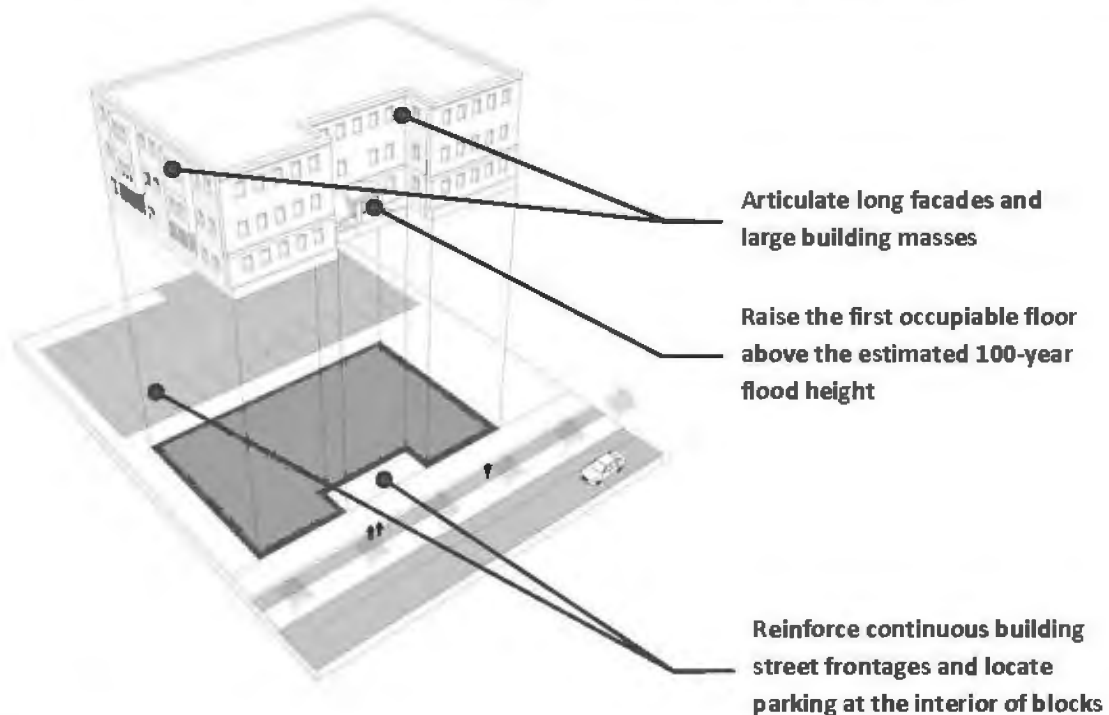 Articulate long facades and
large building masses
Raise the first occupiable floor
above the estimated 100-year
flood height
Reinforce continuous building
street frontages and locate
parking at the interior of blocks